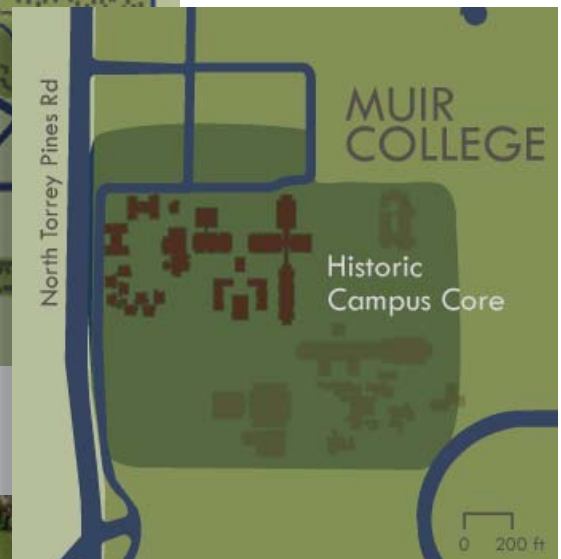 North Torrey Pines Rd
MUIR
COLLEGE
Historic
Campus Core
0 200 ft